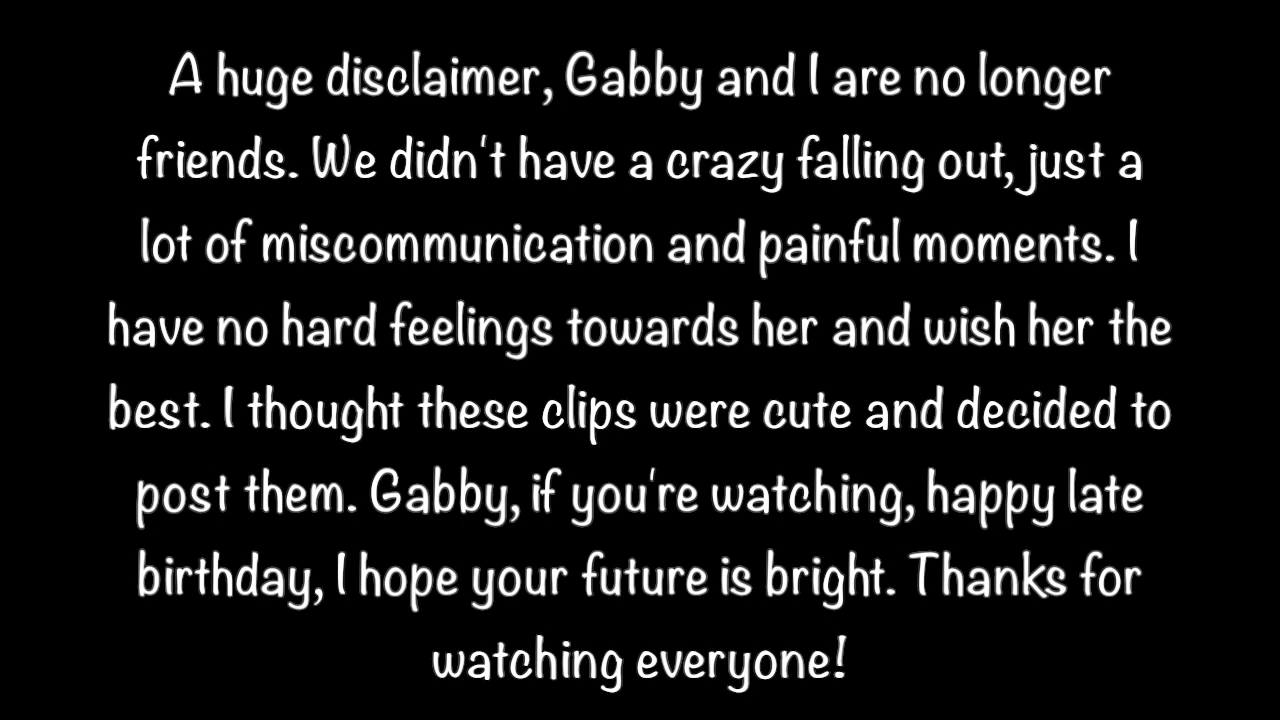 A huge disclaimer, Gabby and I are no longer
friends. We didn't have a crazy falling out, just a
lot of miscommunication and painful moments. I
have no hard feelings towards her and wish her the
best. I thought these clips were cute and decided to
post them. Gabby, if you're watching, happy late
birthday, I hope your future is bright. Thanks for
watching everyone!